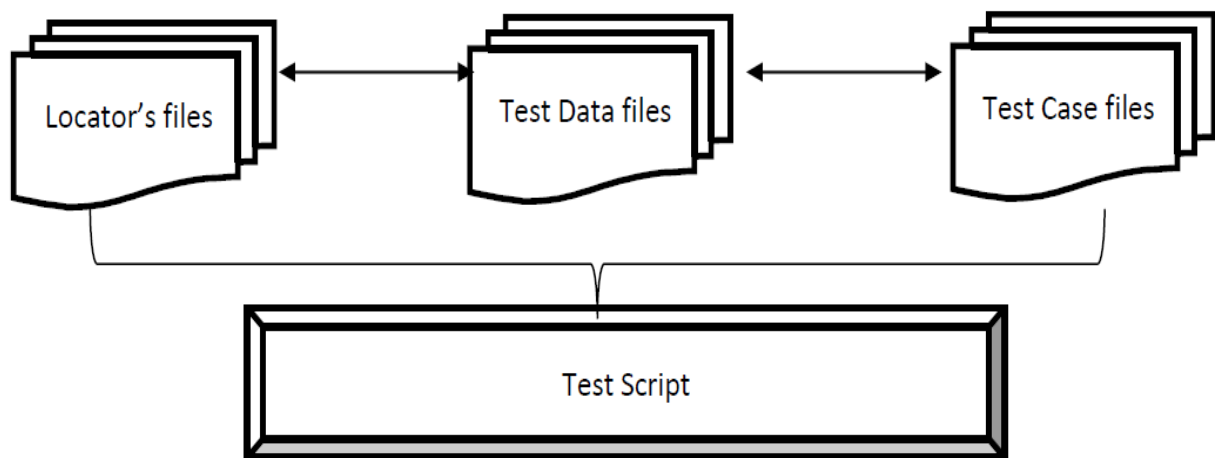 Locator's files
Test Data files
Test Case files
Test Script